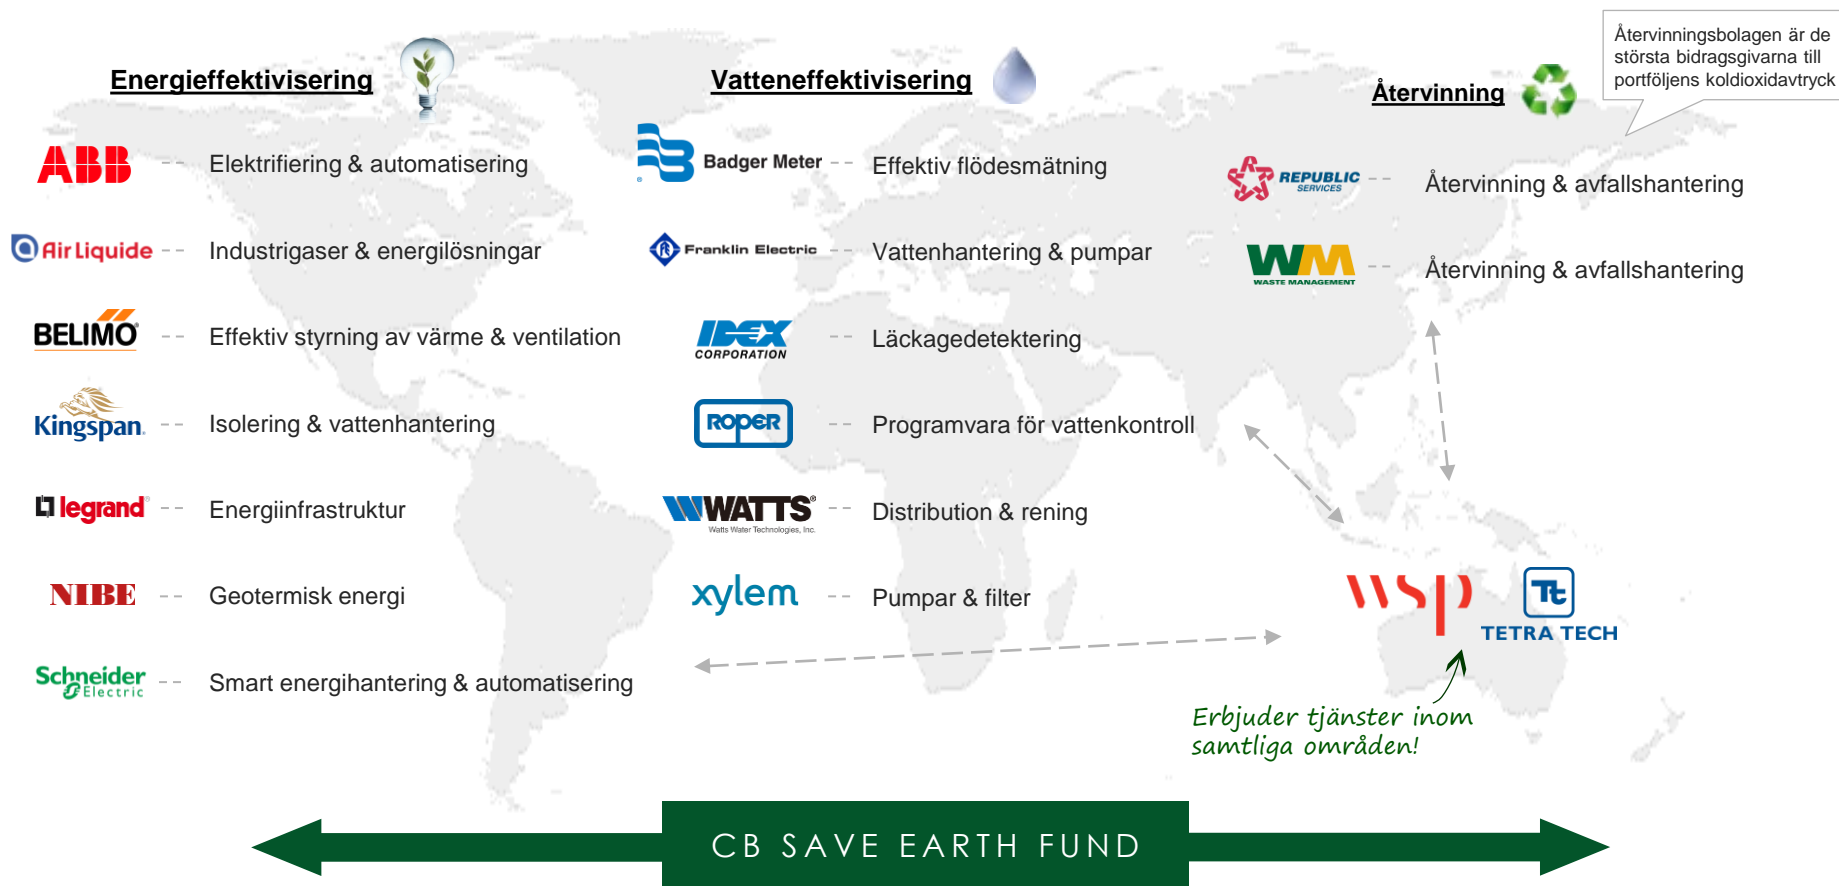 Återvinningsbolagen är de
största bidragsgivarna till
portföljens koldioxidavtryck
Energieffektivisering
ABB
Elektrifiering & automatisering
Air Liquide
Industrigaser & energilösningar
BELIMO
Effektiv styrning av värme & ventilation
Kingspan.
Isolering & vattenhantering
legrand
Energiinfrastruktur
NIBE
Geotermisk energi
Schneider
Electric
Smart energihantering & automatisering
Vatteneffektivisering
Badger Meter
Effektiv flödesmätning
Franklin Electric
Vattenhantering & pumpar
IDEX
CORPORATION
Läckagedetektering
ROPER
Programvara för vattenkontroll
WATTS®
Watts Water Technologies, Inc.
Distribution & rening
xylem
Pumpar & filter
Återvinning
REPUBLIC
SERVICES
Återvinning & avfallshantering
WM
WASTE MANAGEMENT
Återvinning & avfallshantering
wsp
Tt
TETRA TECH
Erbjuder tjänster inom
samtliga områden!
CB SAVE EARTH FUND